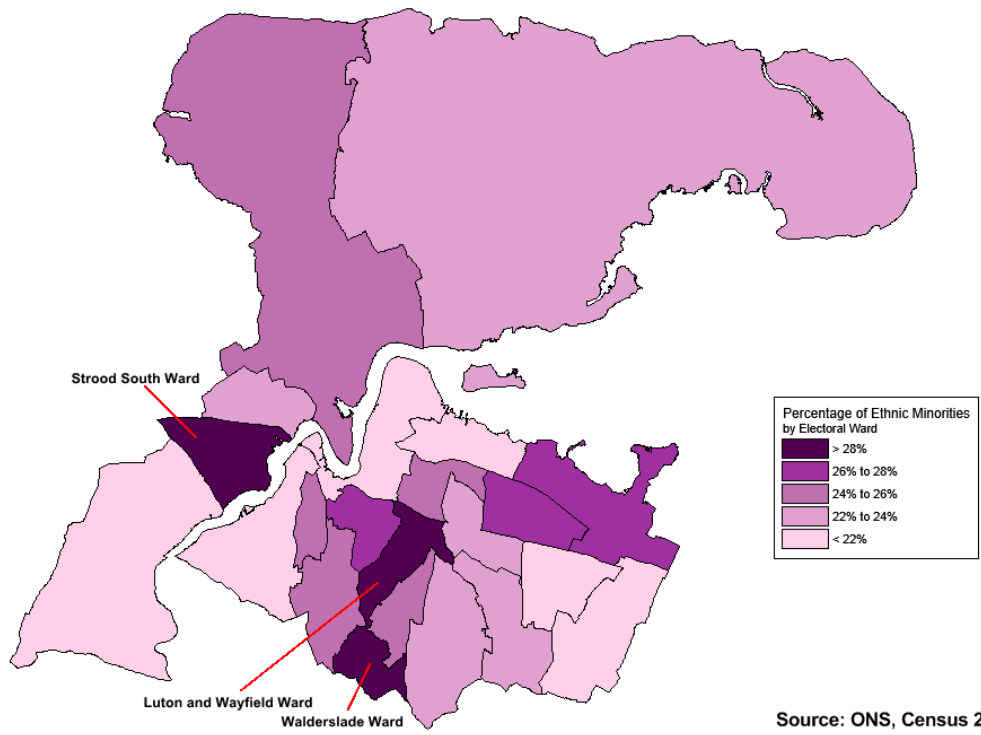 Strood South Ward
Percentage of Ethnic Minorities
by Electoral Ward
> 28%
26% to 28%
24% to 26%
22% to 24%
< 22%
Luton and Wayfield Ward
Walderslade Ward
Source: ONS, Census 2